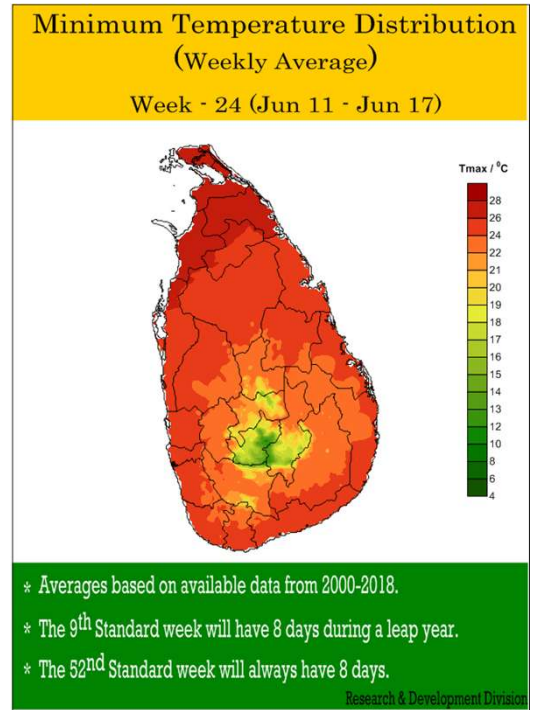 Minimum Temperature Distribution
(Weekly Average)
Week - 24 (Jun 11 - Jun 17)
Tmax / ⁰C
28
26
24
22
21
20
19
18
17
16
15
14
13
12
10
8
6
4
* Averages based on available data from 2000-2018.
* The 9th Standard week will have 8 days during a leap year.
* The 52nd Standard week will always have 8 days.
Research & Development Division